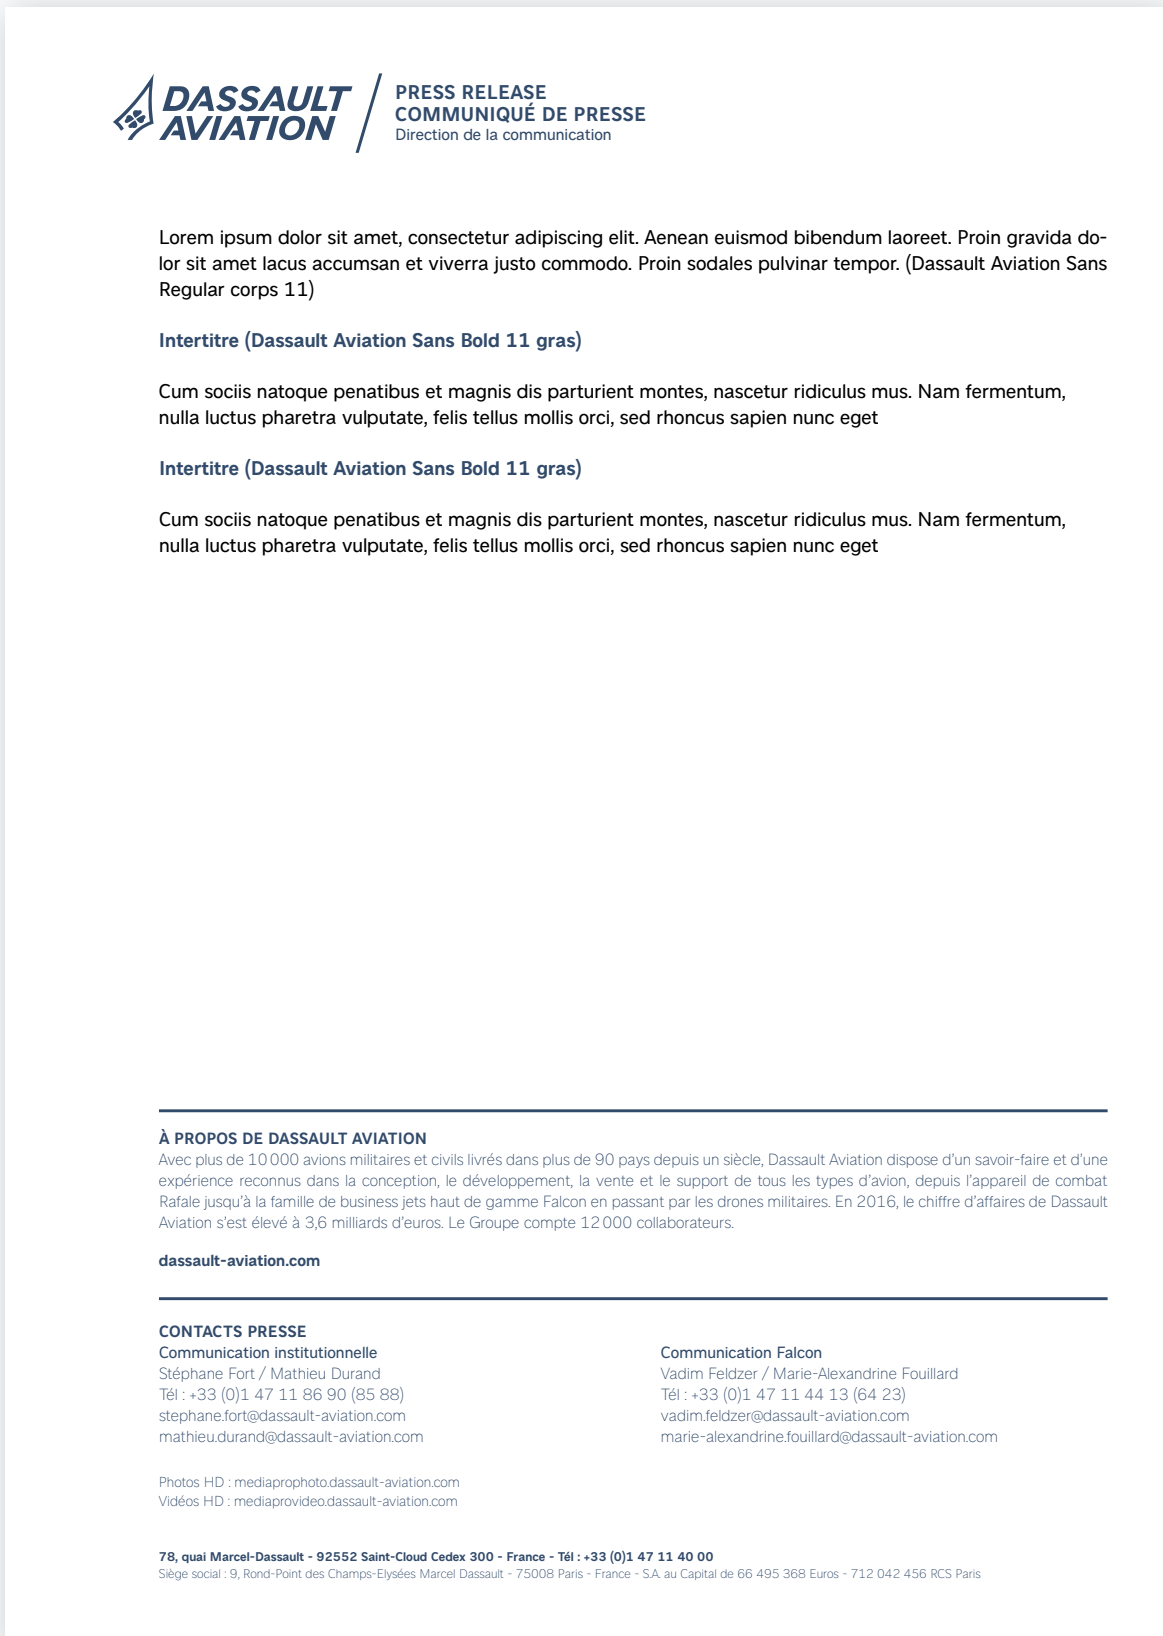 DASSAULT
AVIATION
PRESS RELEASE
COMMUNIQUÉ DE PRESSE
Direction de la communication
Lorem ipsum dolor sit amet, consectetur adipiscing elit. Aenean euismod bibendum laoreet. Proin gravida do-
lor sit amet lacus accumsan et viverra justo commodo. Proin sodales pulvinar tempor. (Dassault Aviation Sans
Regular corps 11)
Intertitre (Dassault Aviation Sans Bold 11 gras)
Cum sociis natoque penatibus et magnis dis parturient montes, nascetur ridiculus mus. Nam fermentum,
nulla luctus pharetra vulputate, felis tellus mollis orci, sed rhoncus sapien nunc eget
Intertitre (Dassault Aviation Sans Bold 11 gras)
Cum sociis natoque penatibus et magnis dis parturient montes, nascetur ridiculus mus. Nam fermentum,
nulla luctus pharetra vulputate, felis tellus mollis orci, sed rhoncus sapien nunc eget
À PROPOS DE DASSAULT AVIATION
Avec plus de 10 000 avions militaires et civils livrés dans plus de 90 pays depuis un siècle, Dassault Aviation dispose d'un savoir-faire et d'une
expérience reconnus dans la conception, le développement, la vente et le support de tous les types d'avion, depuis l'appareil de combat
Rafale jusqu'à la famille de business jets haut de gamme Falcon en passant par les drones militaires. En 2016, le chiffre d'affaires de Dassault
Aviation s'est élevé à 3,6 milliards d'euros. Le Groupe compte 12 000 collaborateurs.
dassault-aviation.com
CONTACTS PRESSE
Communication institutionnelle
Stéphane Fort / Mathieu Durand
Tél : +33 (0)1 47 11 86 90 (85 88)
stephane.fort@dassault-aviation.com
mathieu.durand@dassault-aviation.com
Communication Falcon
Vadim Feldzer / Marie-Alexandrine Fouillard
Tél : +33 (0)1 47 11 44 13 (64 23)
vadim.feldzer@dassault-aviation.com
marie-alexandrine.fouillard@dassault-aviation.com
Photos HD : mediaprophoto.dassault-aviation.com
Vidéos HD : mediaprovideo.dassault-aviation.com
78, quai Marcel-Dassault - 92552 Saint-Cloud Cedex 300 - France - Tél : +33 (0)1 47 11 40 00
Siège social : 9, Rond-Point des Champs-Elysées Marcel Dassault - 75008 Paris - France - S.A. au Capital de 66 495 368 Euros - 712 042 456 RCS Paris